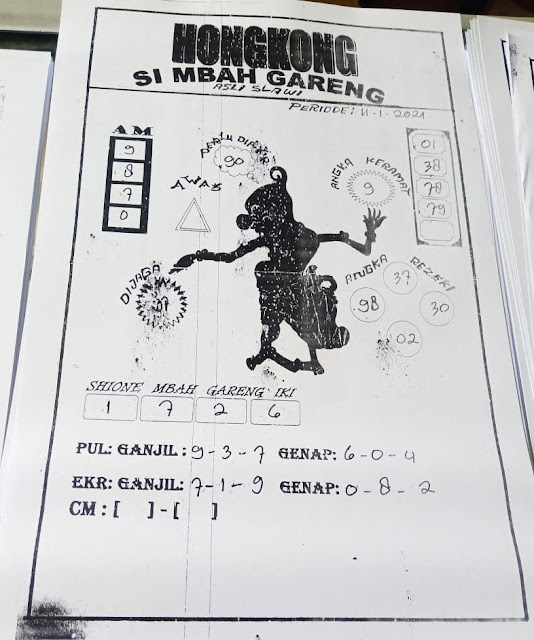 HONGKONG
SI MBAH GARENG
ASLI SLAWI
PERIODE: 11-1-2021
AM
9
8
7
0
PERLU DIPIKIR
90
AWAS
ANGKA KERAMAT
9
01
38
78
79
DIJAGA
ANGKA REZEKI
37
98
30
02
SHIONE MBAH GARENG IKI
1 7 2 6
PUL: GANJIL: 9-3-7 GENAP: 6-0-4
EKR: GANJIL: 7-1-9 GENAP: 0-8-2
CM : [ ] - [ ]